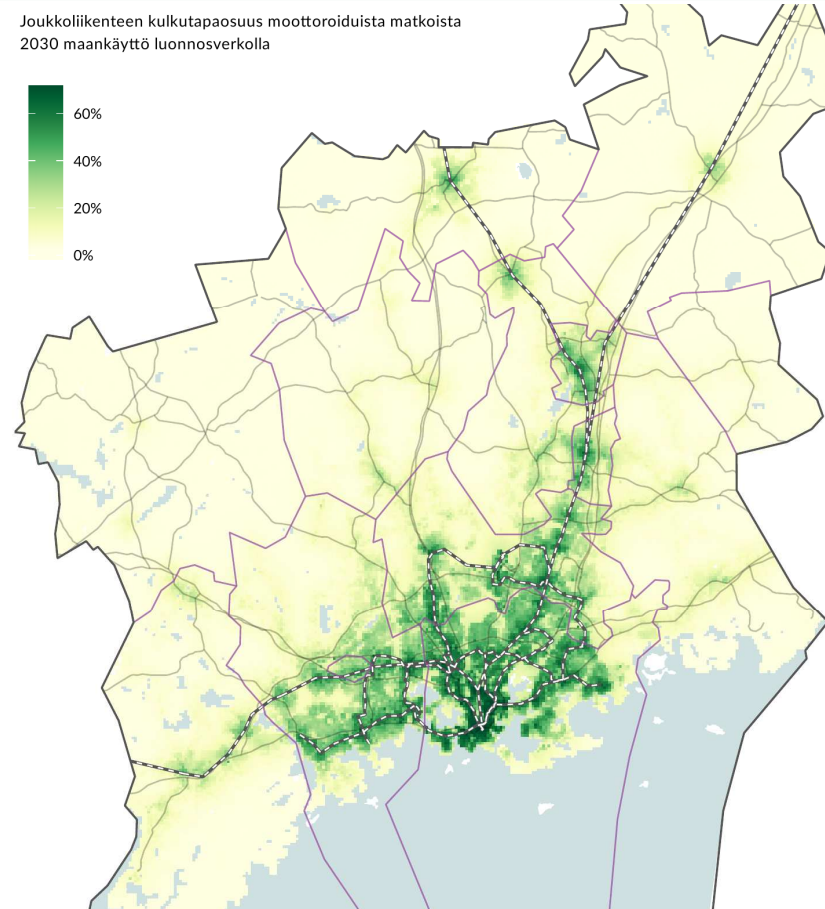 Joukkoliikenteen kulkutapaosuus moottoroiduista matkoista
2030 maankäyttö luonnosverkolla
60%
40%
20%
0%